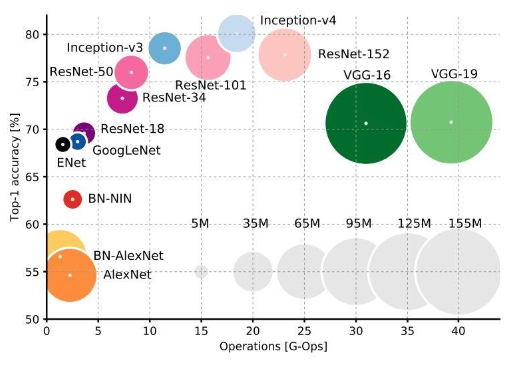 Inception-v4
80
Inception-v3
ResNet-152
ResNet-50
VGG-16
VGG-19
75
ResNet-101
ResNet-34
Top-1 accuracy [%]
70
ResNet-18
GoogLeNet
ENet
65
BN-NIN
60
5M 35M 65M 95M 125M 155M
BN-AlexNet
55
AlexNet
50
0 5 10 15 20 25 30 35 40
Operations [G-Ops]